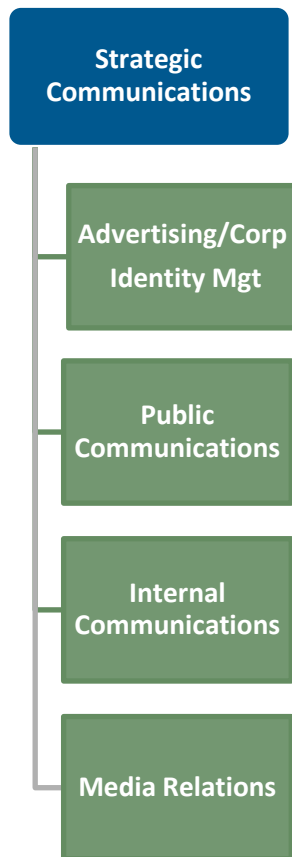 Strategic
Communications
Advertising/Corp
Identity Mgt
Public
Communications
Internal
Communications
Media Relations